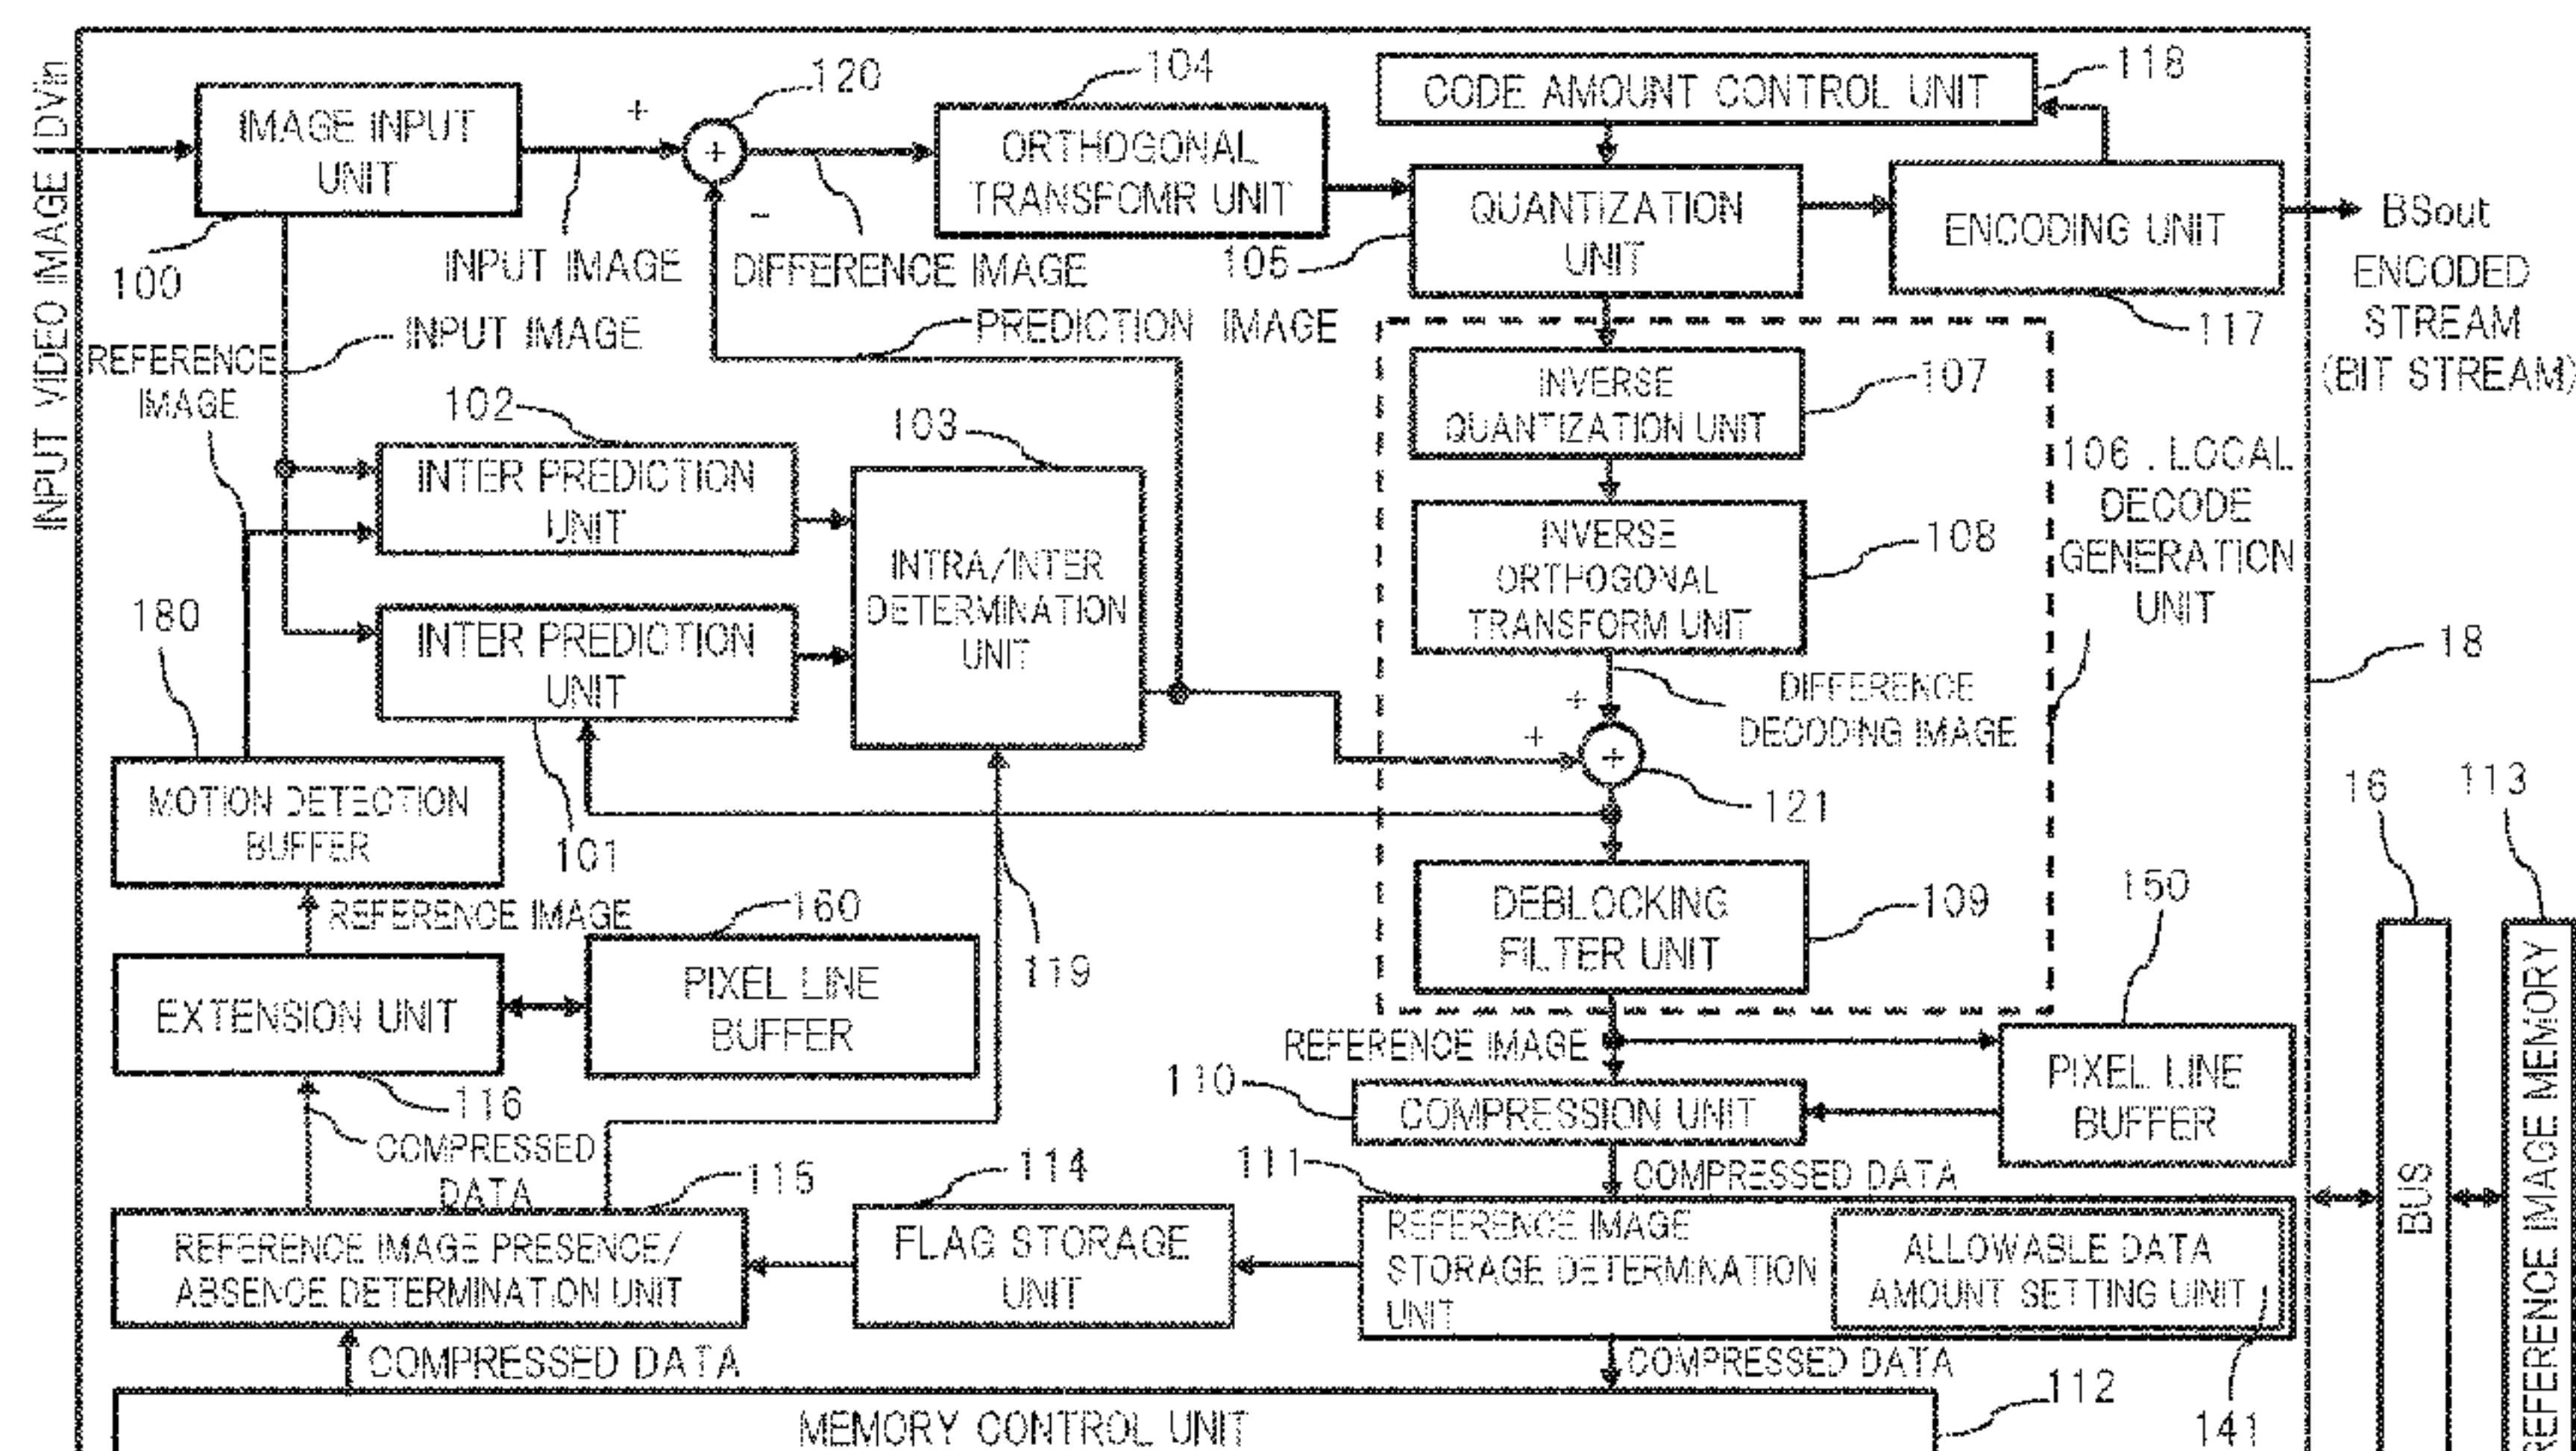 INPUT VIDEO IMAGE DVin
IMAGE INPUT
UNIT
100
+
120
+
-
INPUT IMAGE
DIFFERENCE IMAGE
104
ORTHOGONAL
TRANSFOMR UNIT
CODE AMOUNT CONTROL UNIT
118
105
QUANTIZATION
UNIT
ENCODING UNIT
117
BSout
ENCODED
STREAM
(BIT STREAM)
INPUT IMAGE
PREDICTION IMAGE
REFERENCE
IMAGE
102
INTER PREDICTION
UNIT
103
INTRA/INTER
DETERMINATION
UNIT
INTER PREDICTION
UNIT
101
INVERSE
QUANTIZATION UNIT
107
106 . LOCAL
DECODE
GENERATION
UNIT
INVERSE
ORTHOGONAL
TRANSFORM UNIT
108
18
DIFFERENCE
DECODING IMAGE
+
+
+
121
180
MOTION DETECTION
BUFFER
REFERENCE IMAGE
EXTENSION UNIT
116
160
PIXEL LINE
BUFFER
119
DEBLOCKING
FILTER UNIT
109
150
16
113
REFERENCE IMAGE
PIXEL LINE
BUFFER
110
COMPRESSION UNIT
COMPRESSED
DATA
115
114
111
COMPRESSED DATA
REFERENCE IMAGE PRESENCE/
ABSENCE DETERMINATION UNIT
FLAG STORAGE
UNIT
REFERENCE IMAGE
STORAGE DETERMINATION
UNIT
ALLOWABLE DATA
AMOUNT SETTING UNIT
141
BUS
REFERENCE IMAGE MEMORY
COMPRESSED DATA
COMPRESSED DATA
112
MEMORY CONTROL UNIT